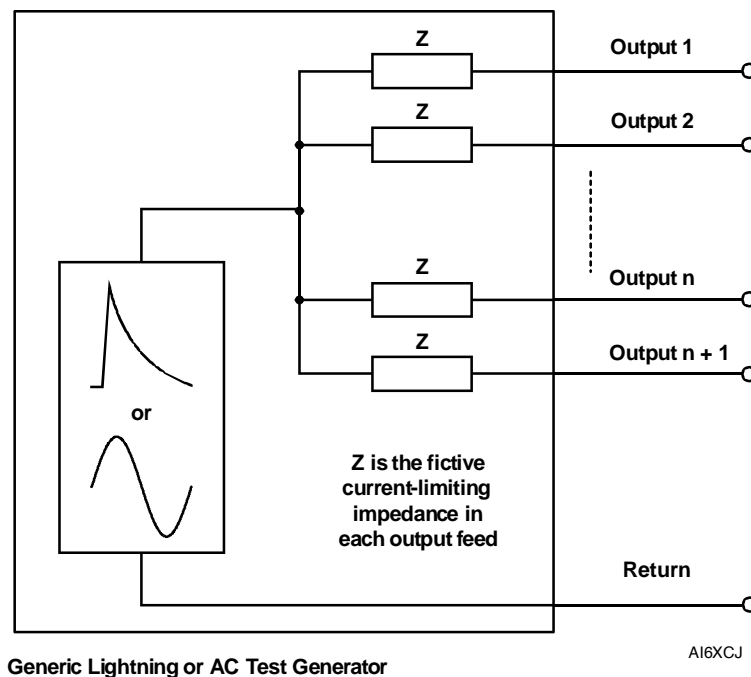 Z
Output 1
Z
Output 2
Z
Output n
Z
Output n + 1
or
Z is the fictive
current-limiting
impedance in
each output feed
Return
AI6XCJ
Generic Lightning or AC Test Generator